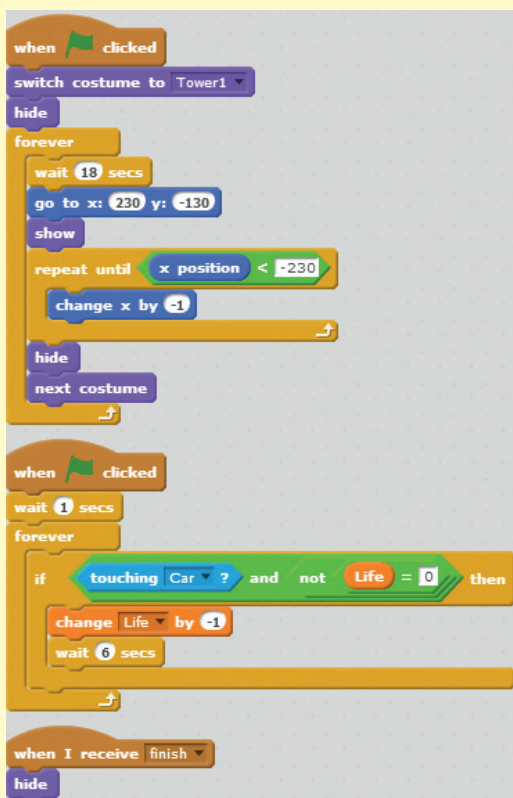 when clicked
switch costume to Tower1
hide
forever
wait 18 secs
go to x: 230 y: -130
show
repeat until x position < -230
change x by -1
hide
next costume
when clicked
wait 1 secs
forever
if touching Car ? and not Life = 0 then
change Life by -1
wait 6 secs
when I receive finish
hide